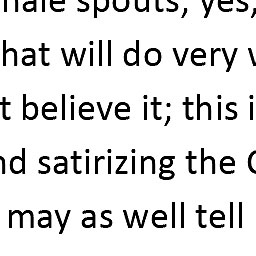 hale spouts, yes,
hat will do very
t believe it; this i
nd satirizing the
may as well tell